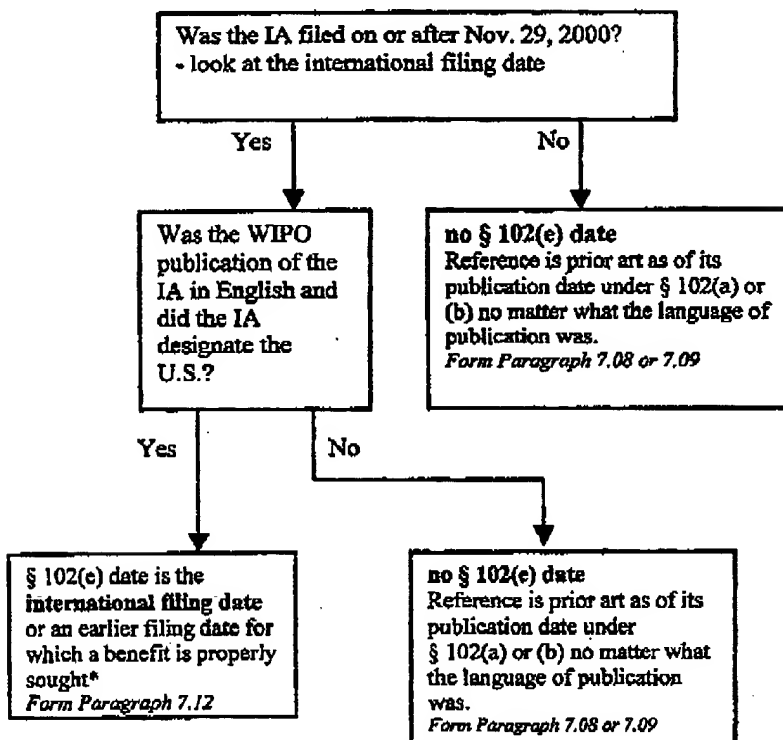 Was the IA filed on or after Nov. 29, 2000?
- look at the international filing date
Yes
No
Was the WIPO
publication of the
IA in English and
did the IA
designate the
U.S.?
no § 102(e) date
Reference is prior art as of its
publication date under § 102(a) or
(b) no matter what the language of
publication was.
Form Paragraph 7.08 or 7.09
Yes
No
§ 102(e) date is the
international filing date
or an earlier filing date for
which a benefit is properly
sought*
Form Paragraph 7.12
no § 102(e) date
Reference is prior art as of its
publication date under
§ 102(a) or (b) no matter what
the language of publication
was.
Form Paragraph 7.08 or 7.09